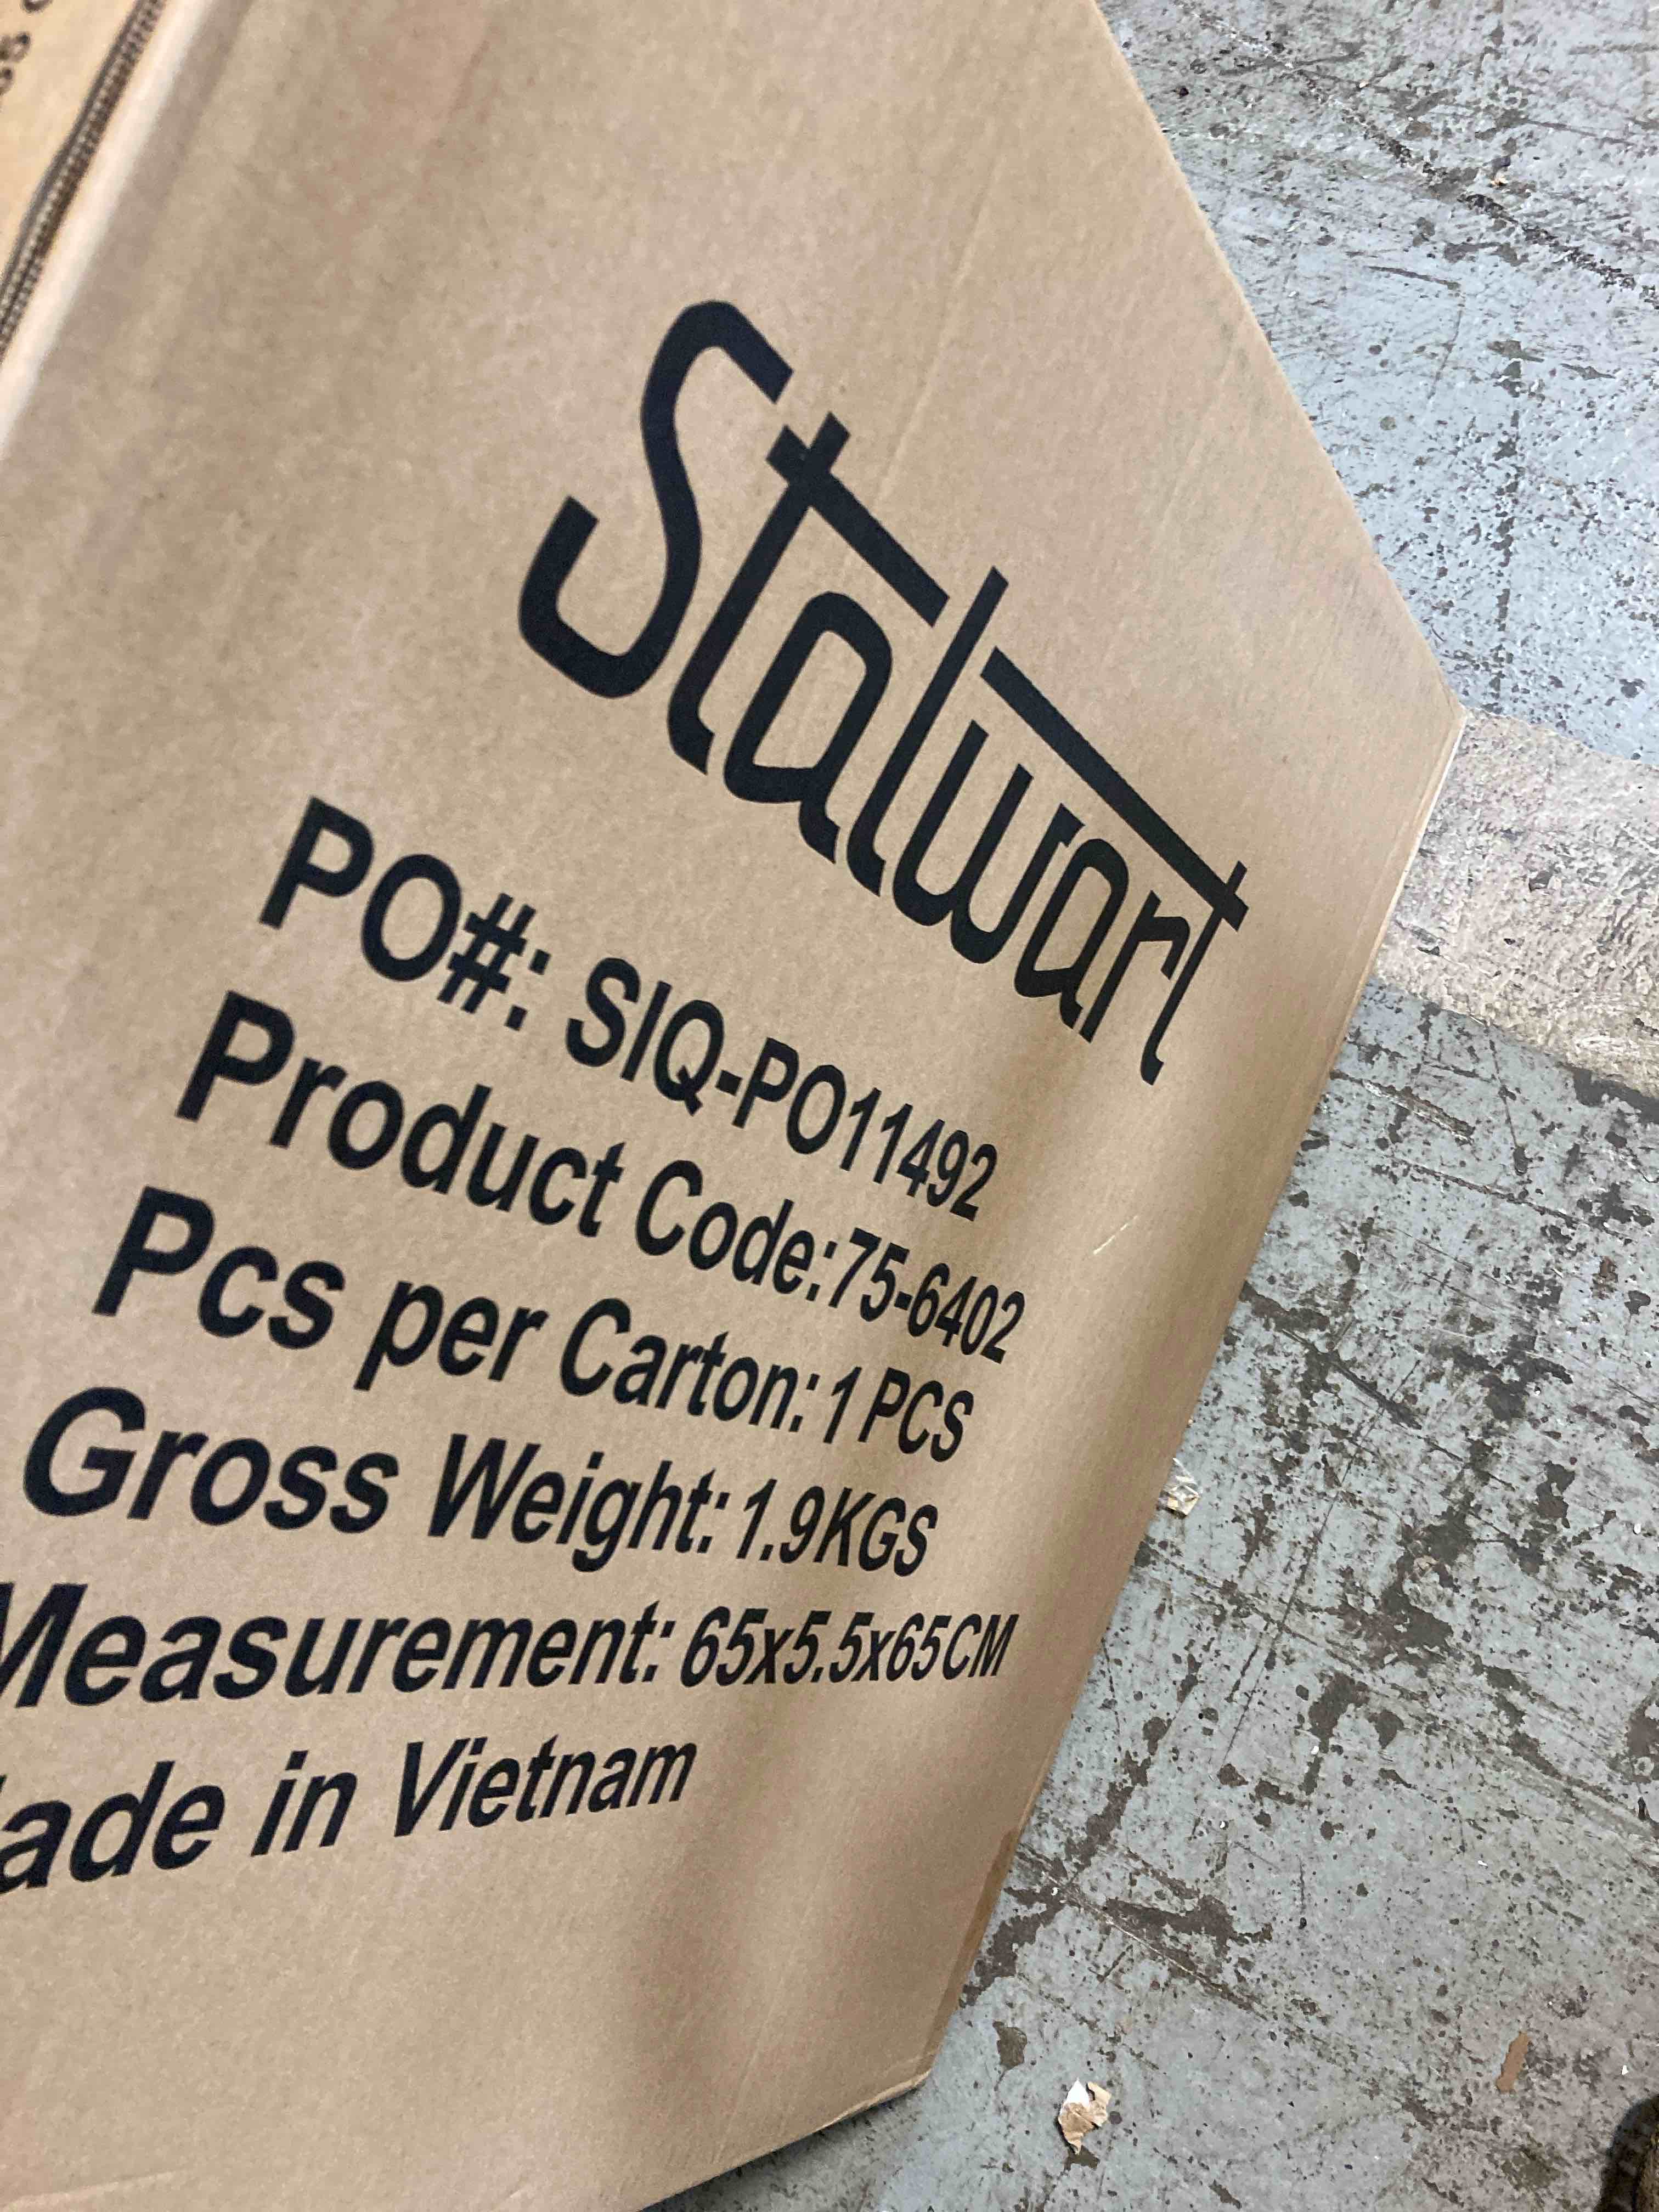 Stalwart
PO#: SIQ-PO11492
Product Code:75-6402
Pcs per Carton:1 PCS
Gross Weight:1.9KGS
Measurement: 65x5.5x65CM
ade in Vietnam